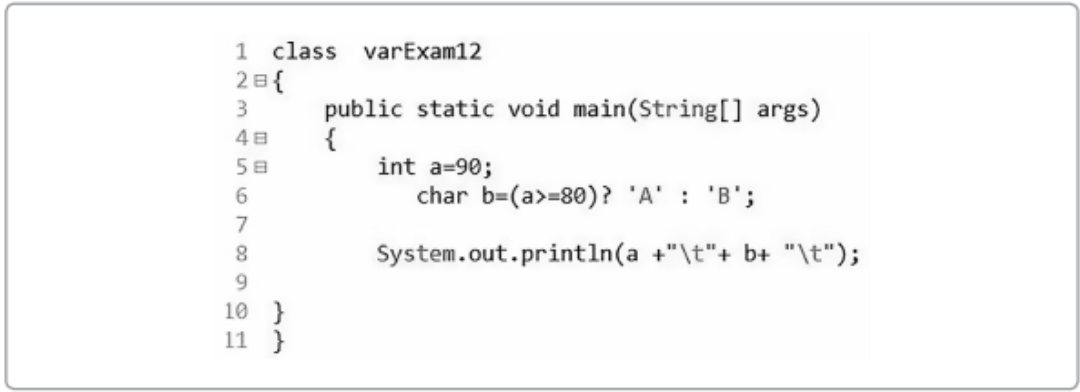 1 class  varExam12
2 {
3     public static void main(String[] args)
4     {
5         int a=90;
6            char b=(a>=80)? 'A' : 'B';
7
8         System.out.println(a +"\t"+ b+ "\t");
9
10 }
11 }